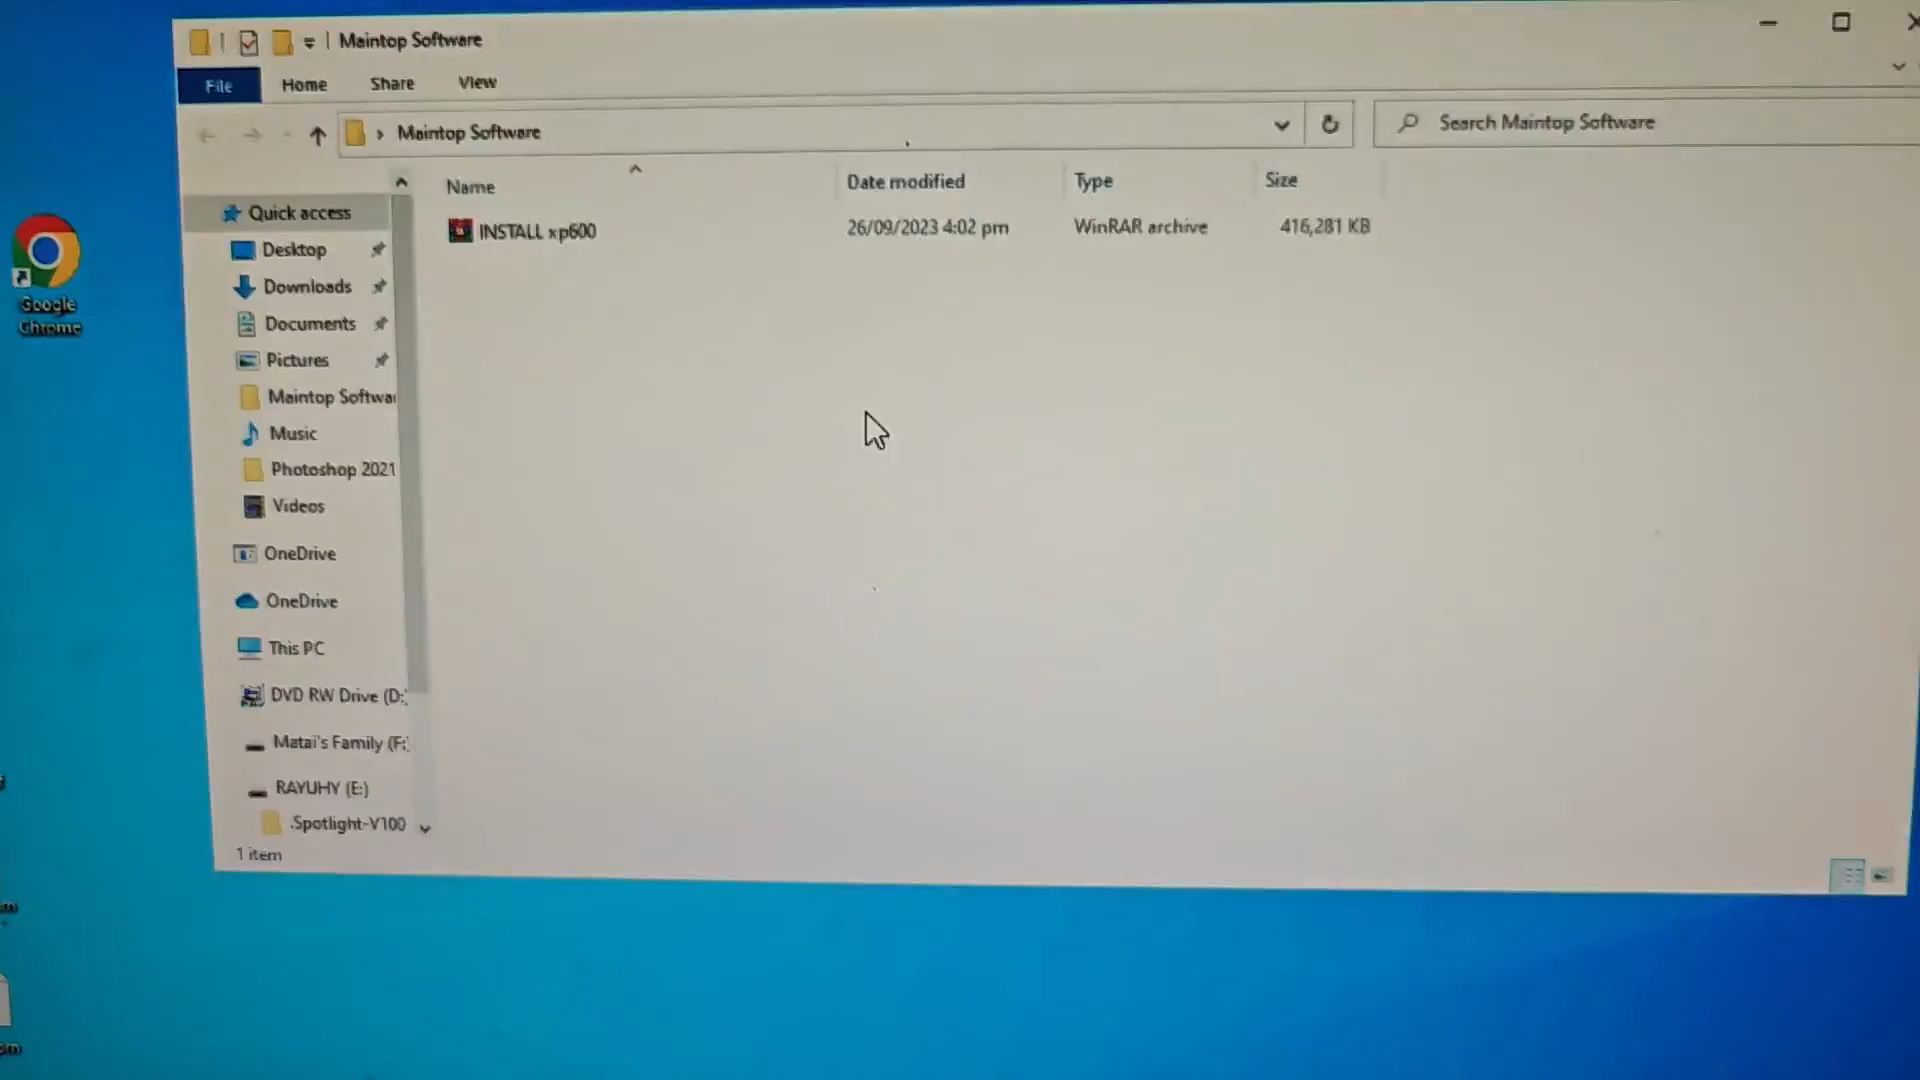 Maintop Software
File Home Share View
Maintop Software
Search Maintop Software
Name Date modified Type Size
INSTALL xp600 26/09/2023 4:02 pm WinRAR archive 416,281 KB
Quick access
Desktop
Downloads
Documents
Pictures
Maintop Softwar
Music
Photoshop 2021
Videos
OneDrive
OneDrive
This PC
DVD RW Drive (D:)
Matai's Family (F:)
RAYUHY (E:)
.Spotlight-V100
1 item
Google
Chrome